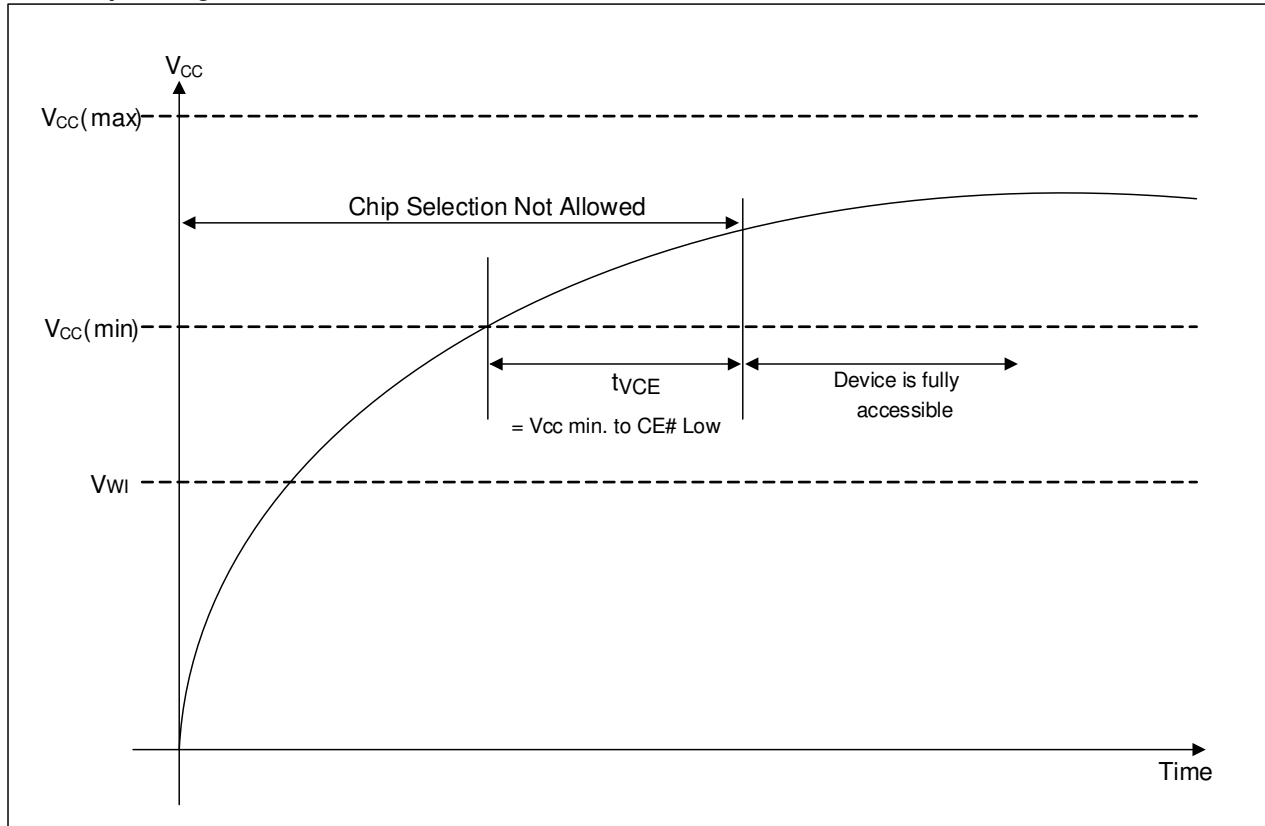 VCC
VCC(max)
Chip Selection Not Allowed
VCC(min)
tVCE
= Vcc min. to CE# Low
Device is fully
accessible
VWI
Time